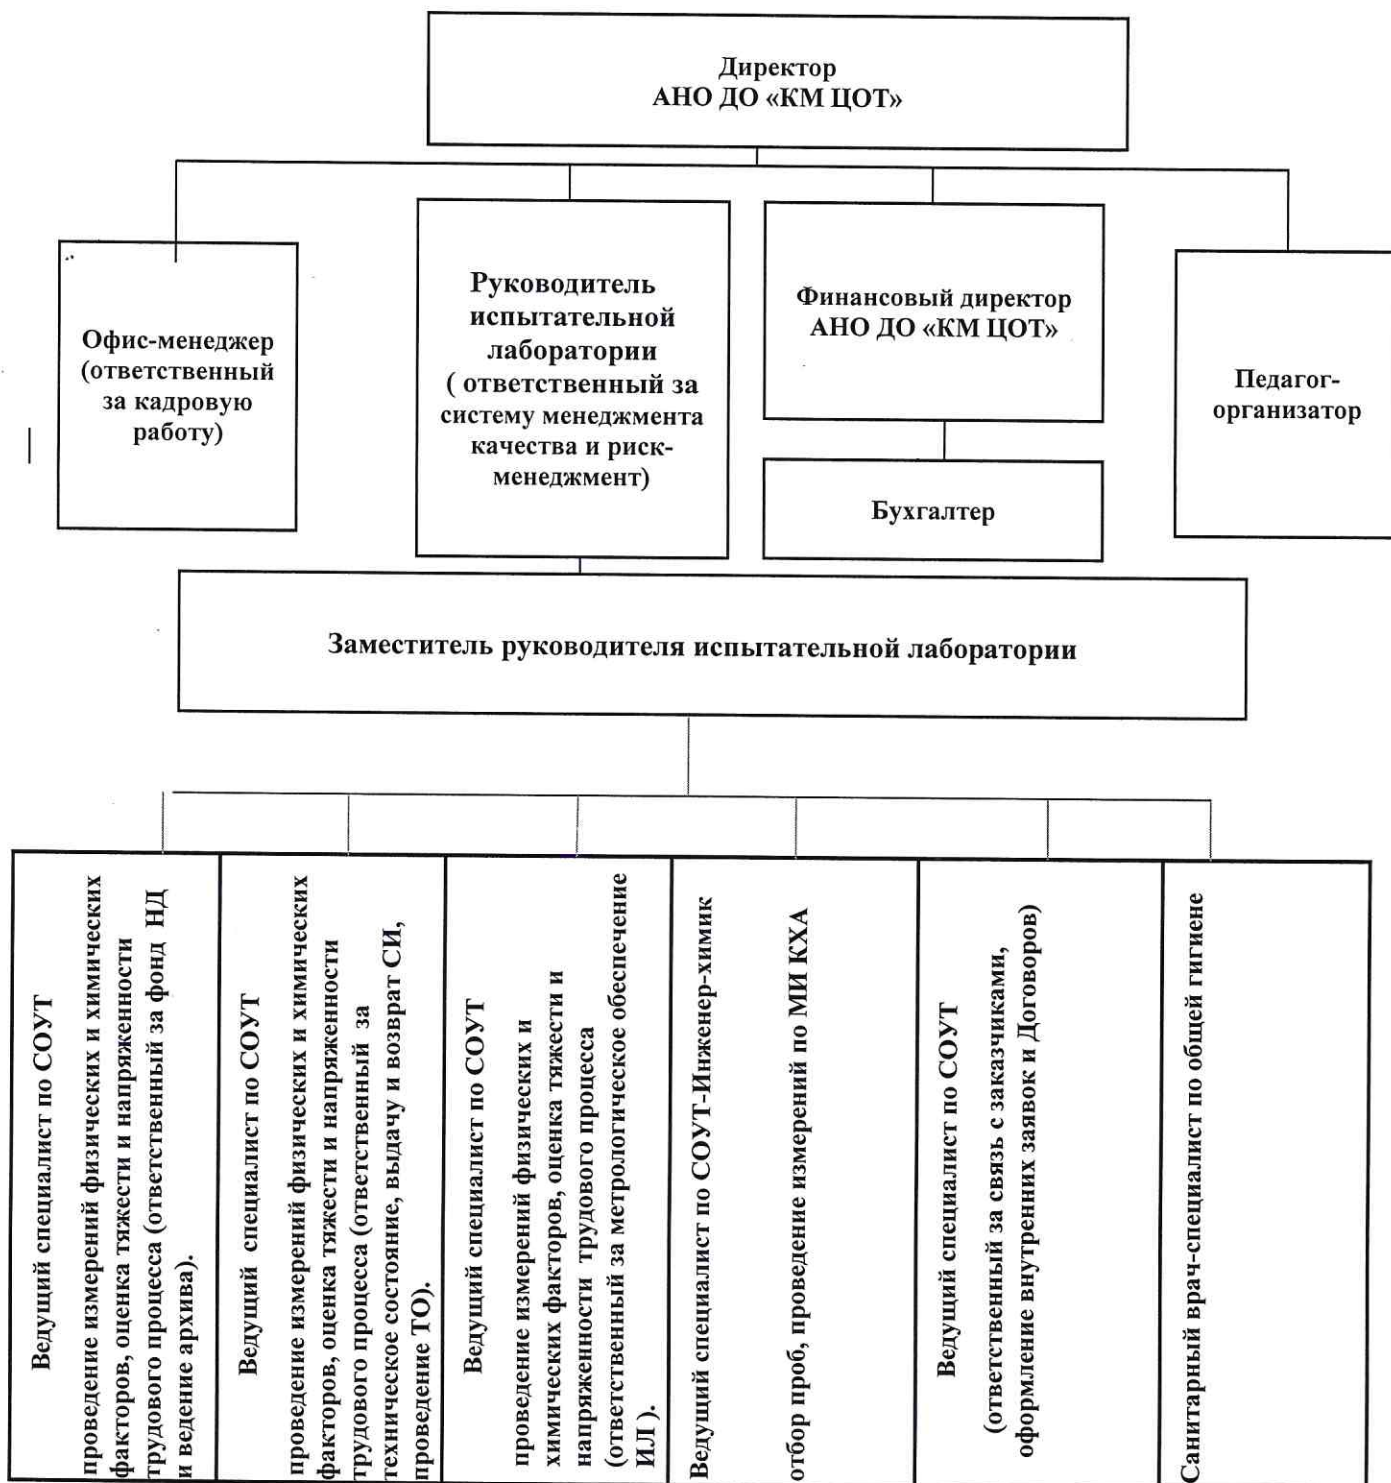 Директор
АНО ДО «КМ ЦОТ»
Офис-менеджер
(ответственный
за кадровую
работу)
Руководитель
испытательной
лаборатории
( ответственный за
систему менеджмента
качества и риск-
менеджмент)
Финансовый директор
АНО ДО «КМ ЦОТ»
Бухгалтер
Педагог-
организатор
Заместитель руководителя испытательной лаборатории
Ведущий специалист по СОУТ
проведение измерений физических и химических
факторов, оценка тяжести и напряженности
трудового процесса (ответственный за фонд НД
и ведение архива).
Ведущий специалист по СОУТ
проведение измерений физических и химических
факторов, оценка тяжести и напряженности
трудового процесса (ответственный за
техническое состояние, выдачу и возврат СИ,
проведение ТО).
Ведущий специалист по СОУТ
проведение измерений физических и
химических факторов, оценка тяжести и
напряженности трудового процесса
(ответственный за метрологическое обеспечение
ИЛ ).
Ведущий специалист по СОУТ-Инженер-химик
отбор проб, проведение измерений по МИ КХА
Ведущий специалист по СОУТ
(ответственный за связь с заказчиками,
оформление внутренних заявок и Договоров)
Санитарный врач-специалист по общей гигиене